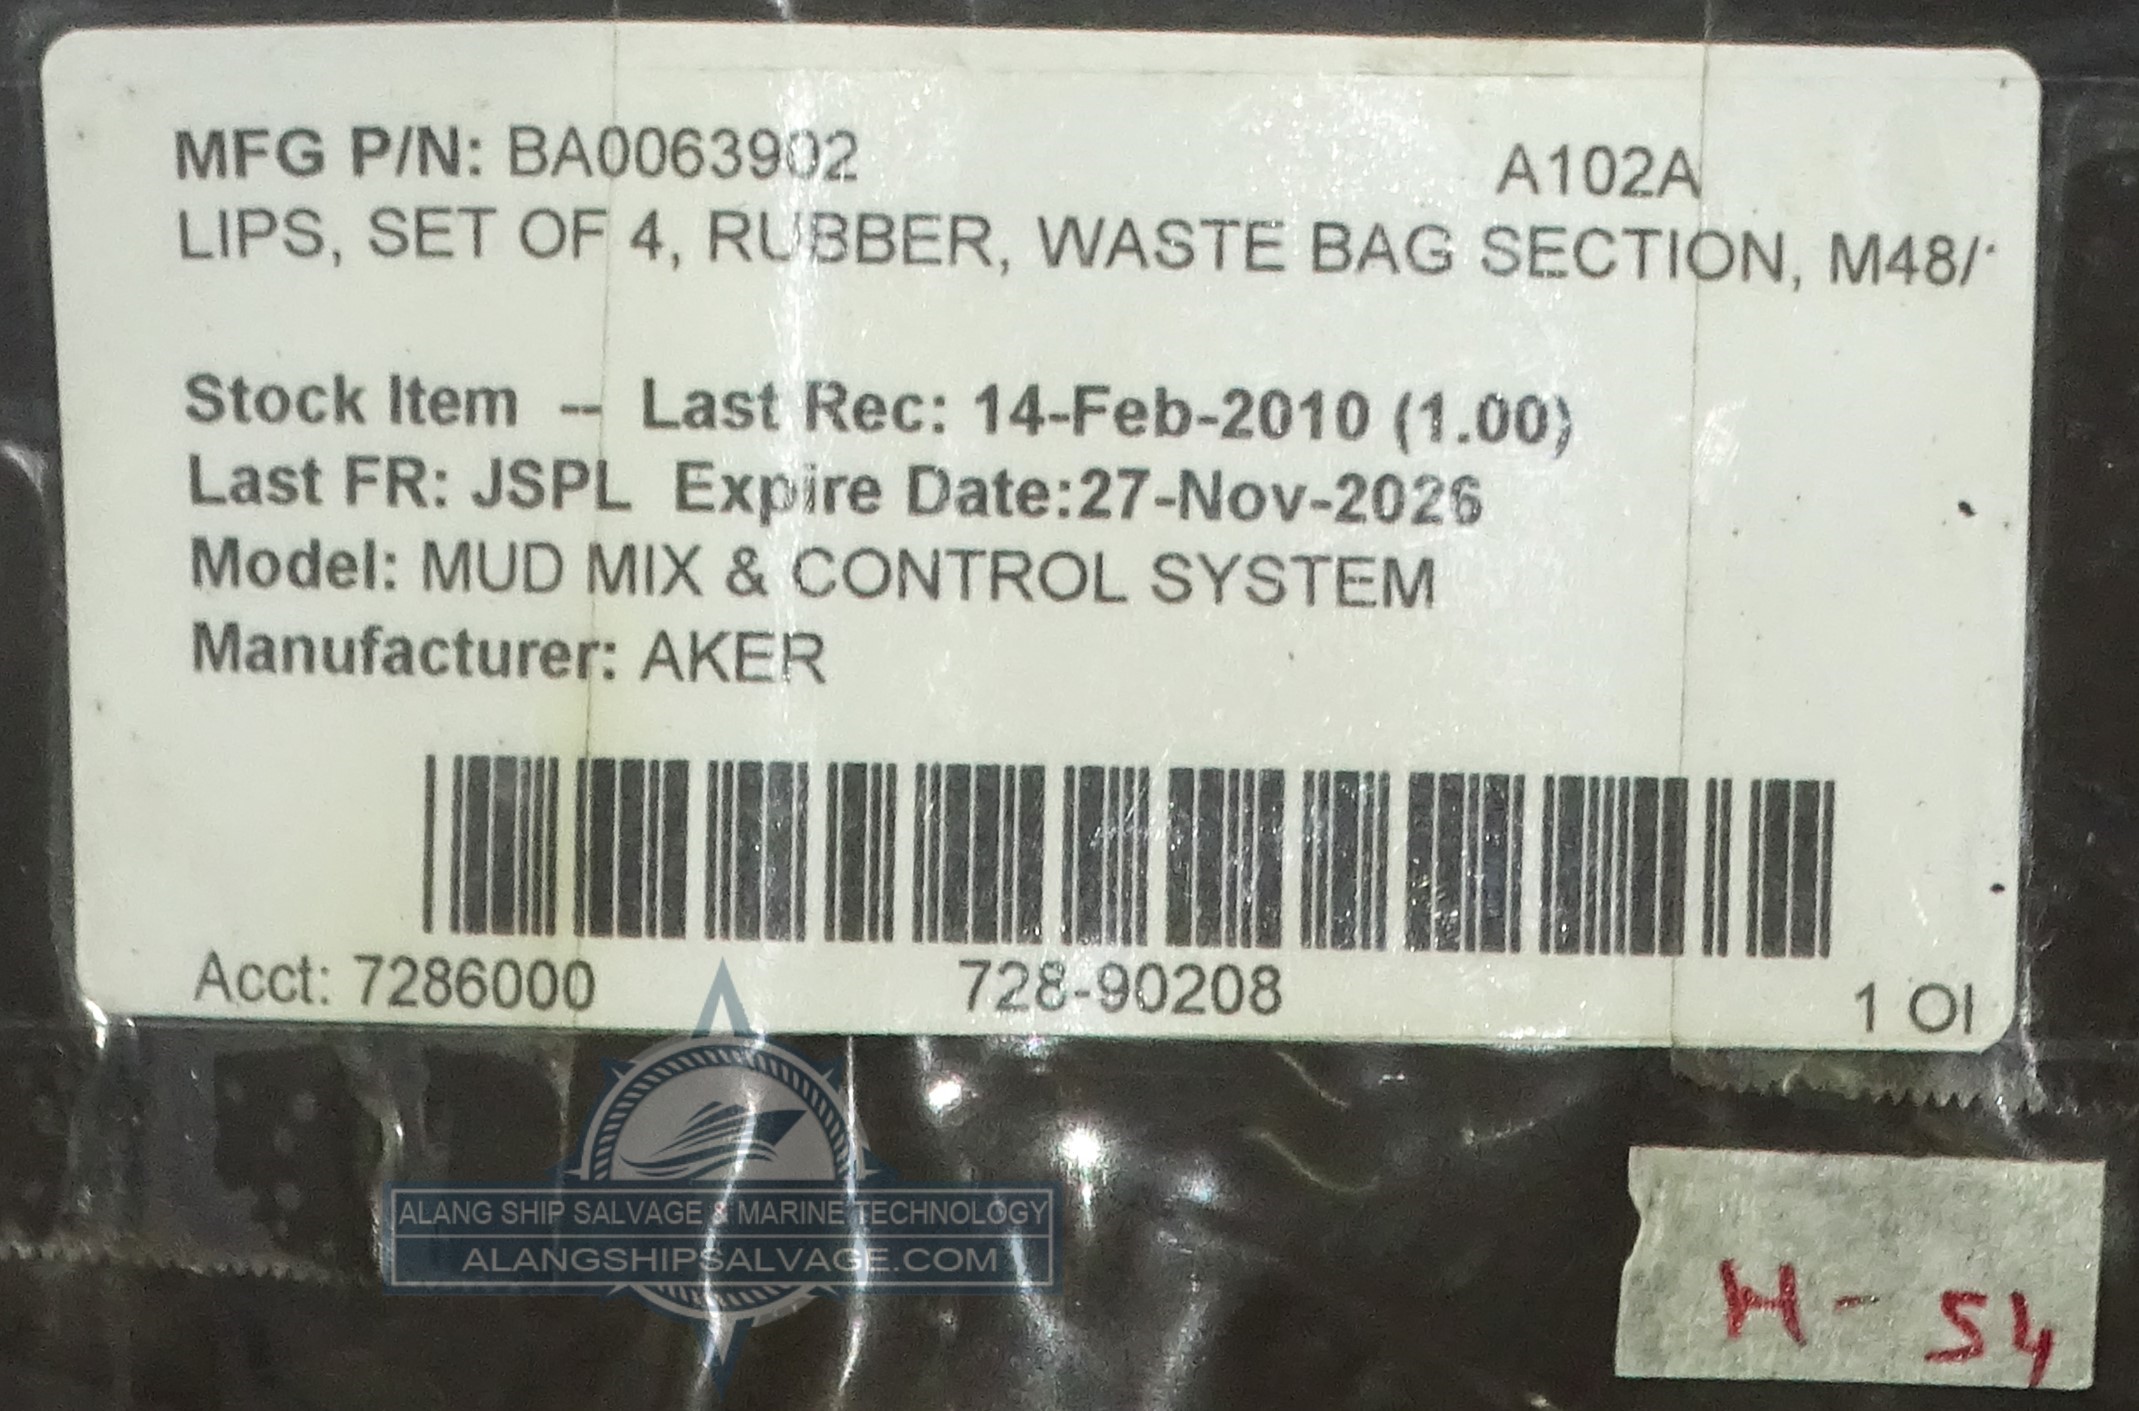 MFG P/N: BA0063902 A102A
LIPS, SET OF 4, RUBBER, WASTE BAG SECTION, M48/
Stock Item -- Last Rec: 14-Feb-2010 (1.00)
Last FR: JSPL Expire Date:27-Nov-2026
Model: MUD MIX & CONTROL SYSTEM
Manufacturer: AKER
Acct: 7286000 728-90208 1 OI
ALANG SHIP SALVAGE & MARINE TECHNOLOGY
ALANGSHIPSALVAGE.COM
H - 54